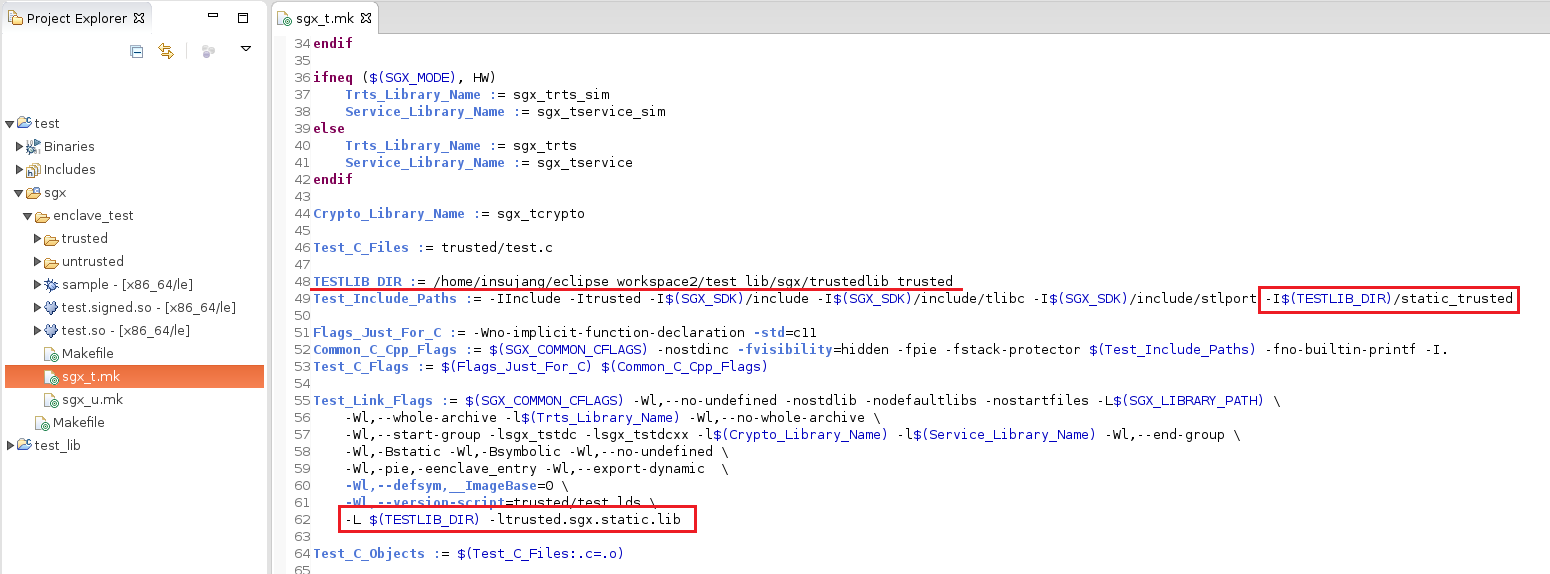 Project Explorer
test
Binaries
Includes
sgx
enclave_test
trusted
untrusted
sample - [x86_64/le]
test.signed.so - [x86_64/le]
test.so - [x86_64/le]
Makefile
sgx_t.mk
sgx_u.mk
Makefile
test_lib
sgx_t.mk
34 endif
35
36 ifneq ($(SGX_MODE), HW)
37 Trts_Library_Name := sgx_trts_sim
38 Service_Library_Name := sgx_tservice_sim
39 else
40 Trts_Library_Name := sgx_trts
41 Service_Library_Name := sgx_tservice
42 endif
43
44 Crypto_Library_Name := sgx_tcrypto
45
46 Test_C_Files := trusted/test.c
47
48 TESTLIB_DIR := /home/insujang/eclipse_workspace2/test_lib/sgx/trustedlib_trusted
49 Test_Include_Paths := -IInclude -Itrusted -I$(SGX_SDK)/include -I$(SGX_SDK)/include/tlibc -I$(SGX_SDK)/include/stlport -I$(TESTLIB_DIR)/static_trusted
50
51 Flags_Just_For_C := -Wno-implicit-function-declaration -std=c11
52 Common_C_Cpp_Flags := $(SGX_COMMON_CFLAGS) -nostdinc -fvisibility=hidden -fpie -fstack-protector $(Test_Include_Paths) -fno-builtin-printf -I.
53 Test_C_Flags := $(Flags_Just_For_C) $(Common_C_Cpp_Flags)
54
55 Test_Link_Flags := $(SGX_COMMON_CFLAGS) -Wl,--no-undefined -nostdlib -nodefaultlibs -nostartfiles -L$(SGX_LIBRARY_PATH) \
56 -Wl,--whole-archive -l$(Trts_Library_Name) -Wl,--no-whole-archive \
57 -Wl,--start-group -lsgx_tstdc -lsgx_tstdcxx -l$(Crypto_Library_Name) -l$(Service_Library_Name) -Wl,--end-group \
58 -Wl,-Bstatic -Wl,-Bsymbolic -Wl,--no-undefined \
59 -Wl,-pie,-eenclave_entry -Wl,--export-dynamic \
60 -Wl,--defsym,__ImageBase=0 \
61 -Wl,--version-script=trusted/test.lds \
62 -L $(TESTLIB_DIR) -ltrusted.sgx.static.lib
63
64 Test_C_Objects := $(Test_C_Files:.c=.o)
65